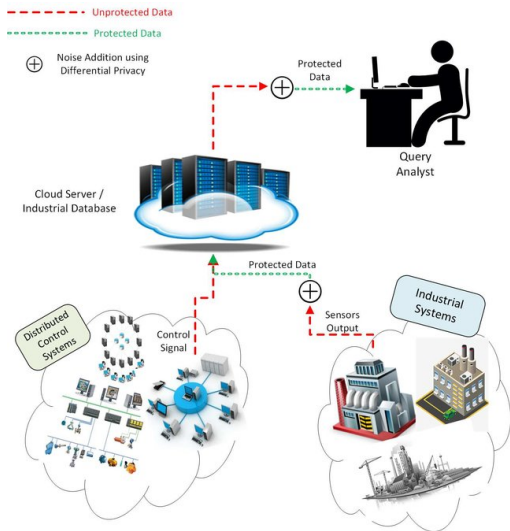 Unprotected Data
Protected Data
Noise Addition using
Differential Privacy
Protected
Data
Query
Analyst
Cloud Server /
Industrial Database
Protected Data
Distributed
Control
Systems
Control
Signal
Sensors
Output
Industrial
Systems